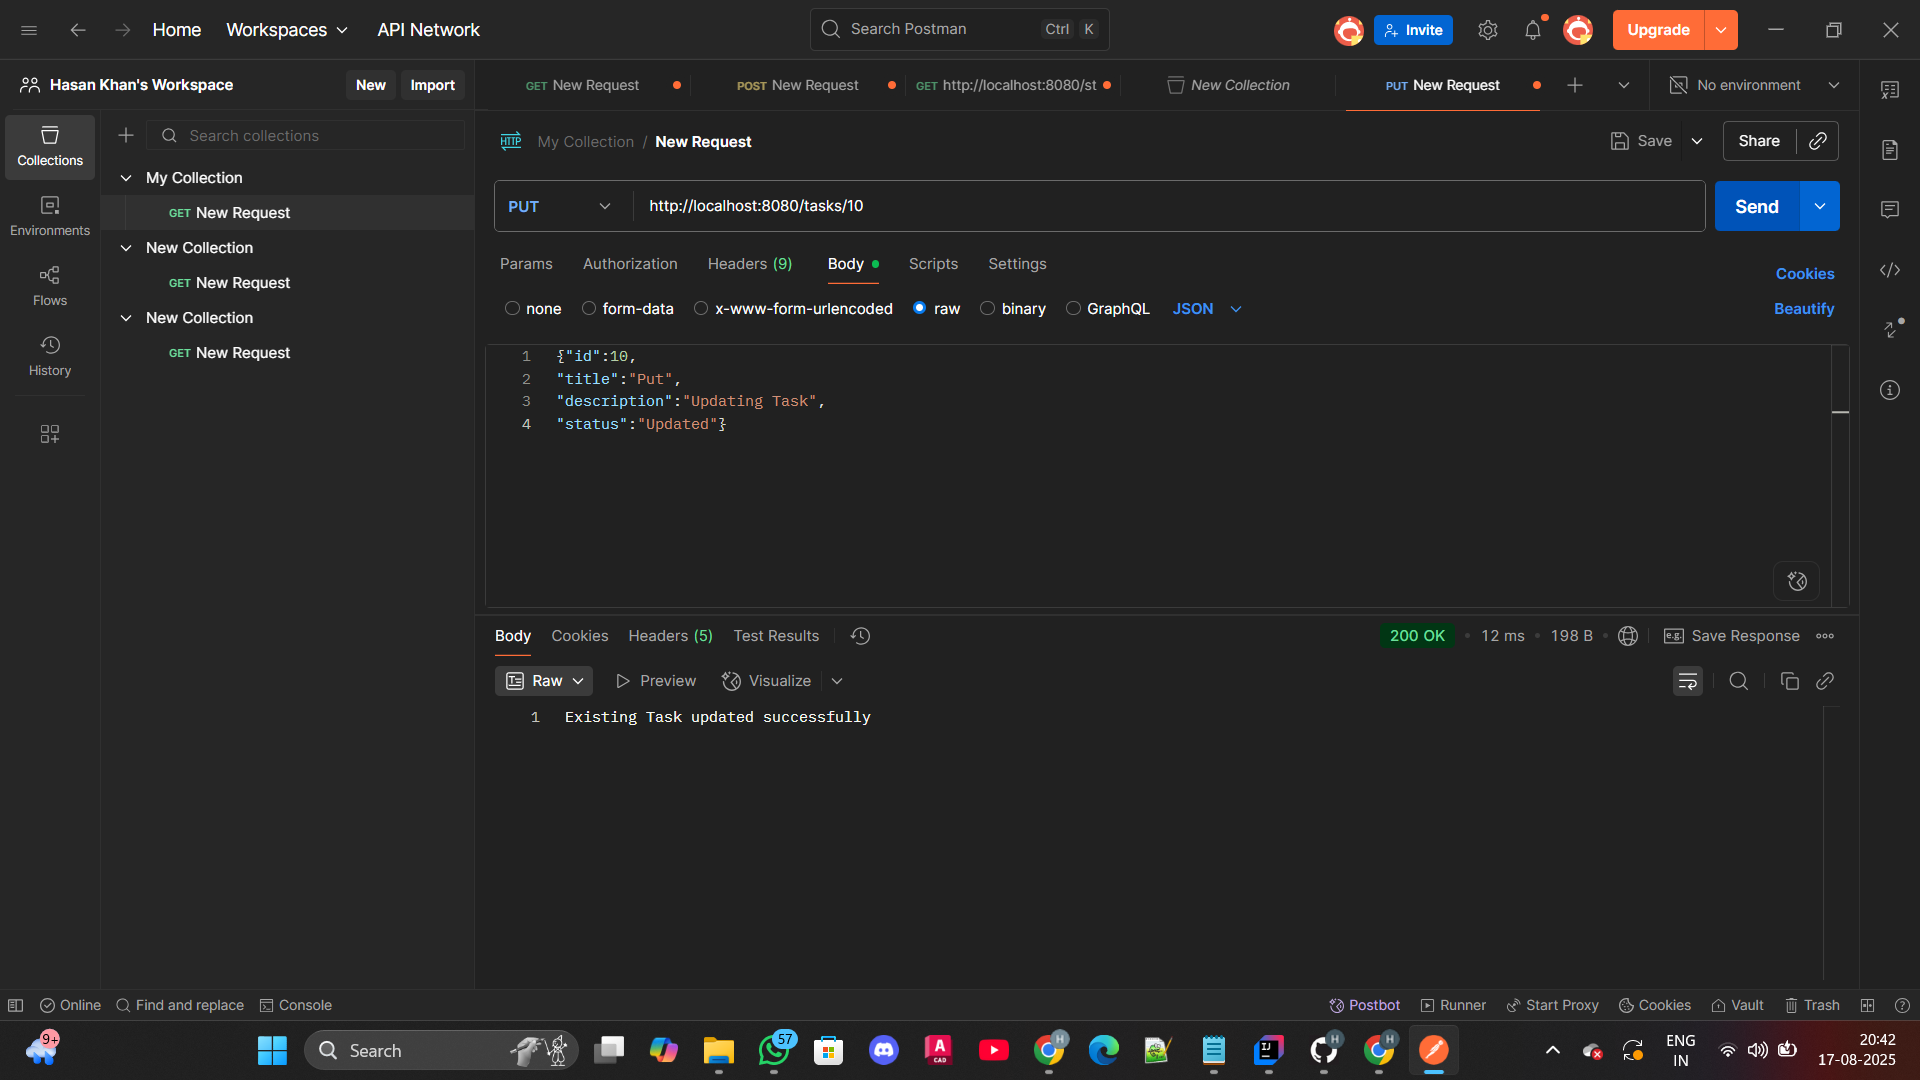 Home
Workspaces
API Network
Search Postman
Ctrl
K
Invite
Upgrade
Hasan Khan's Workspace
New
Import
GET New Request
POST New Request
GET http://localhost:8080/st
New Collection
PUT New Request
No environment
Collections
Environments
Flows
History
Search collections
My Collection
GET New Request
New Collection
GET New Request
New Collection
GET New Request
HTTP
My Collection / New Request
Save
Share
PUT
http://localhost:8080/tasks/10
Send
Params
Authorization
Headers (9)
Body
Scripts
Settings
Cookies
none
form-data
x-www-form-urlencoded
raw
binary
GraphQL
JSON
Beautify
1 {"id":10,
2 "title":"Put",
3 "description":"Updating Task",
4 "status":"Updated"}
Body
Cookies
Headers (5)
Test Results
200 OK
12 ms
198 B
e.g.
Save Response
Raw
Preview
Visualize
1 Existing Task updated successfully
Online
Find and replace
Console
Postbot
Runner
Start Proxy
Cookies
Vault
Trash
9+
Search
57
A
CAD
H
IJ
H
H
ENG
IN
20:42
17-08-2025